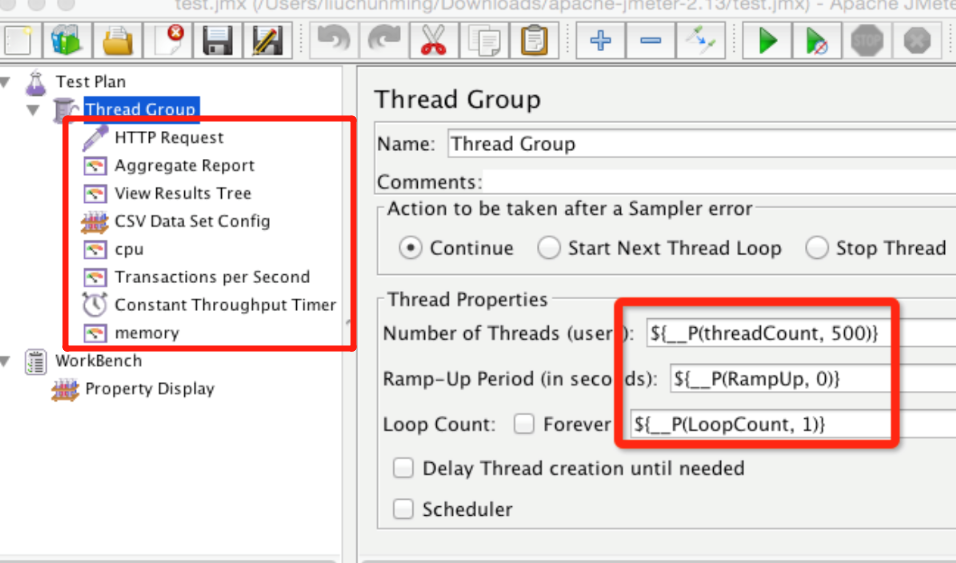 test.jmx (/Users/liuchunming/Downloads/apache-jmeter-2.13/test.jmx) - Apache JMete
STOP
Test Plan
Thread Group
HTTP Request
Aggregate Report
View Results Tree
CSV Data Set Config
cpu
Transactions per Second
Constant Throughput Timer
memory
WorkBench
Property Display
Thread Group
Name: Thread Group
Comments:
Action to be taken after a Sampler error
Continue Start Next Thread Loop Stop Thread
Thread Properties
Number of Threads (users): ${__P(threadCount, 500)}
Ramp-Up Period (in seconds): ${__P(RampUp, 0)}
Loop Count: Forever ${__P(LoopCount, 1)}
Delay Thread creation until needed
Scheduler